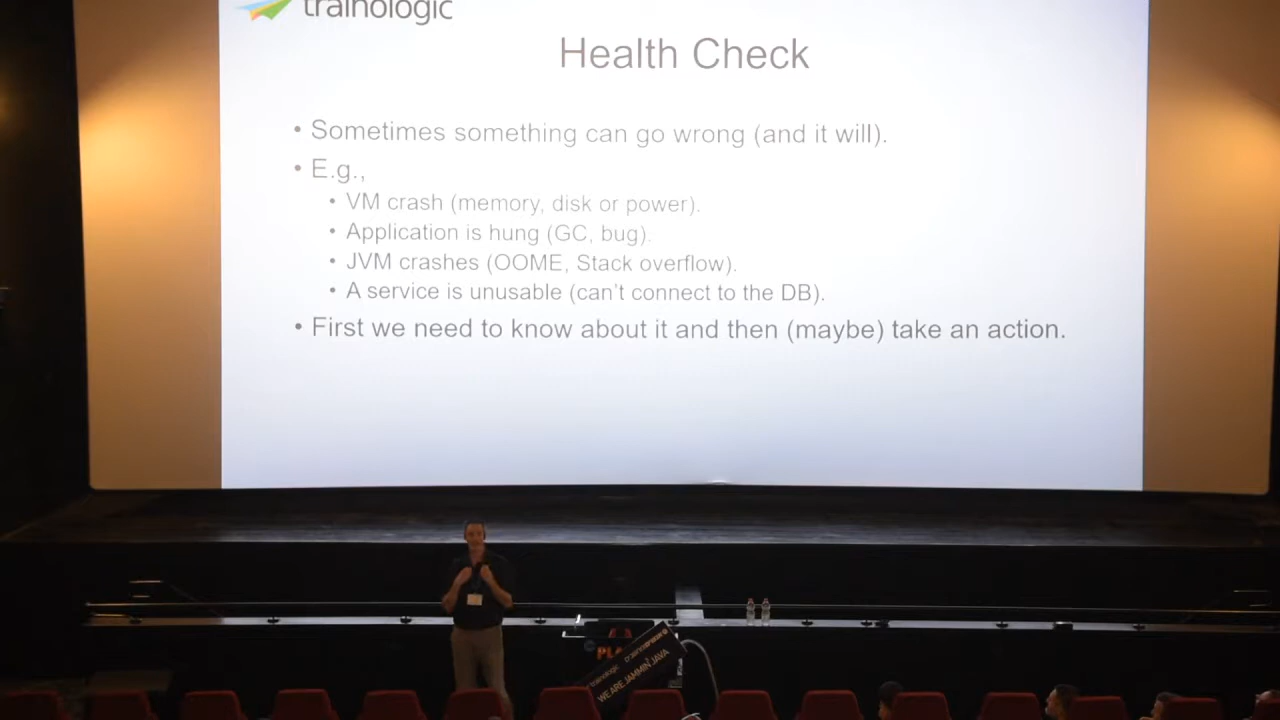 trainologic
Health Check
• Sometimes something can go wrong (and it will).
• E.g.,
• VM crash (memory, disk or power).
• Application is hung (GC, bug).
• JVM crashes (OOME, Stack overflow).
• A service is unusable (can't connect to the DB).
• First we need to know about it and then (maybe) take an action.
trainologic
WE ARE JAMMIN' JAVA